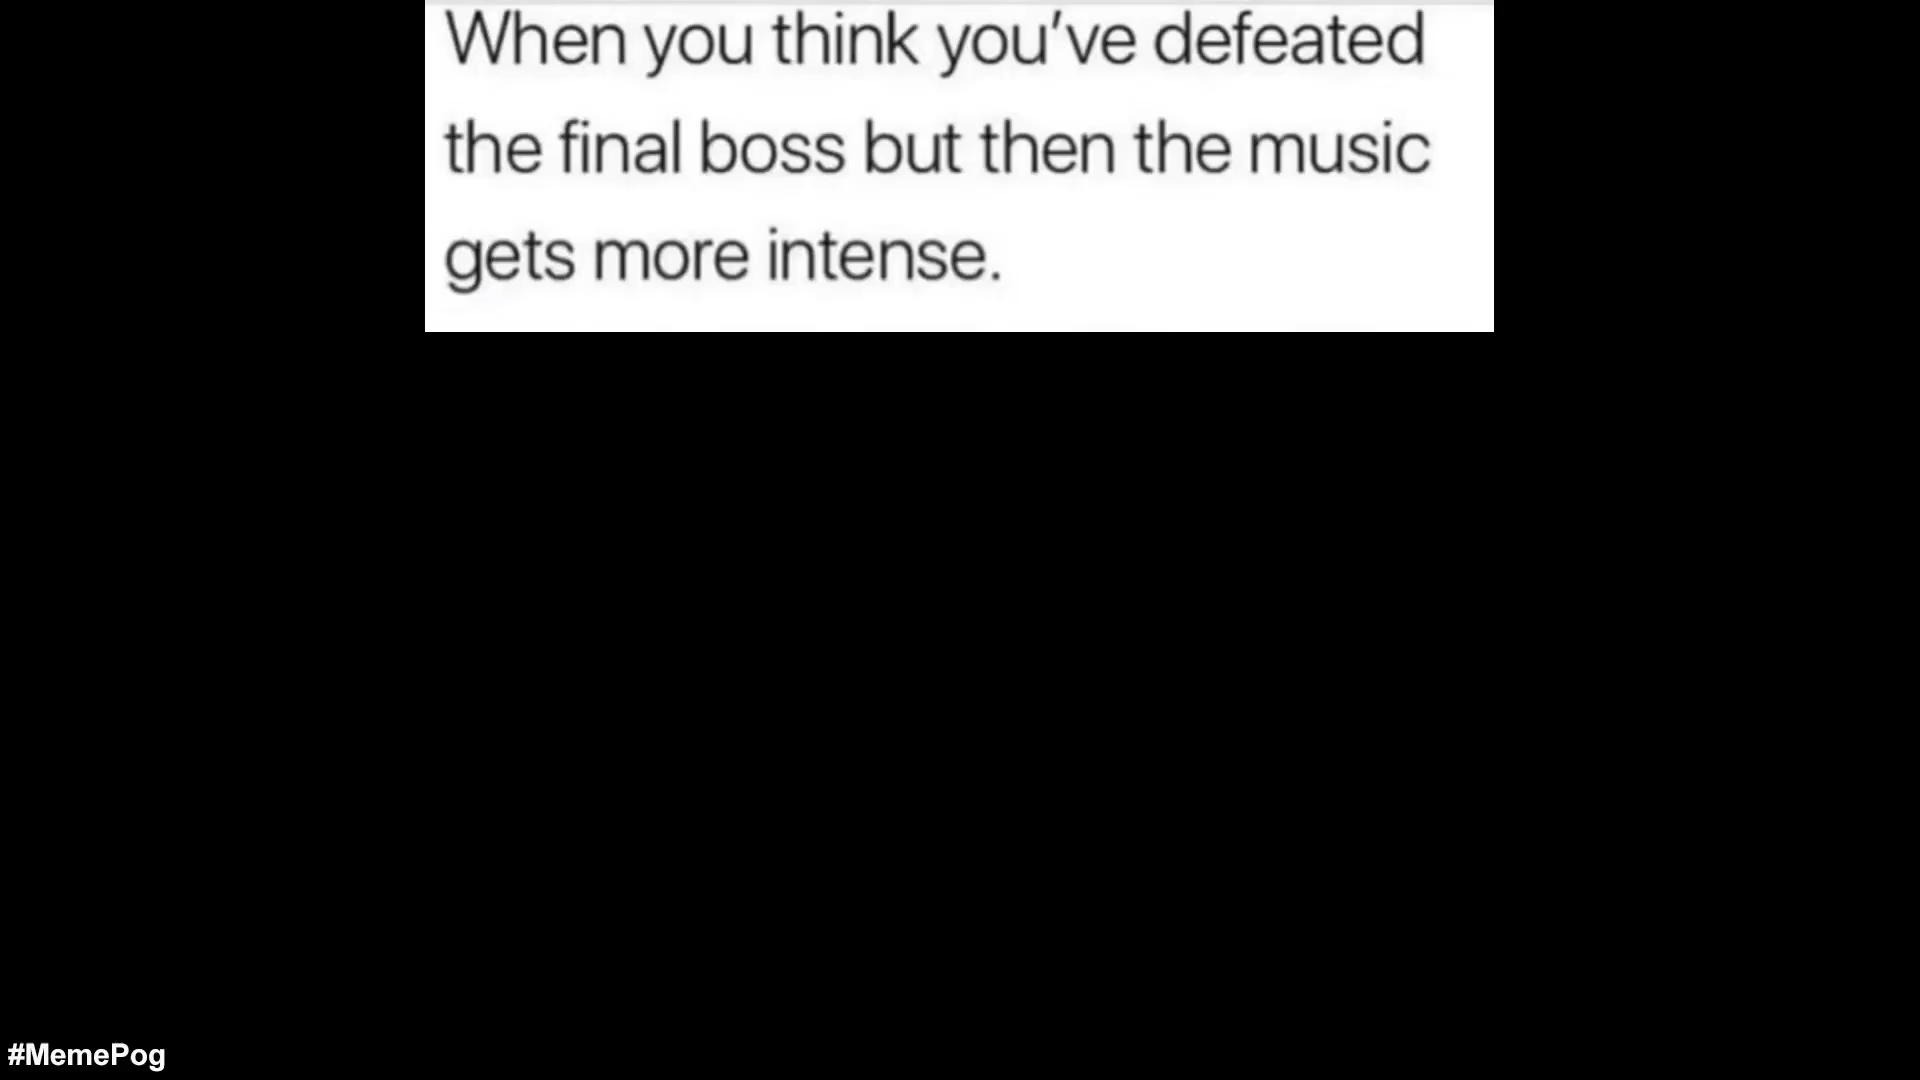 When you think you’ve defeated
the final boss but then the music
gets more intense.
#MemePog